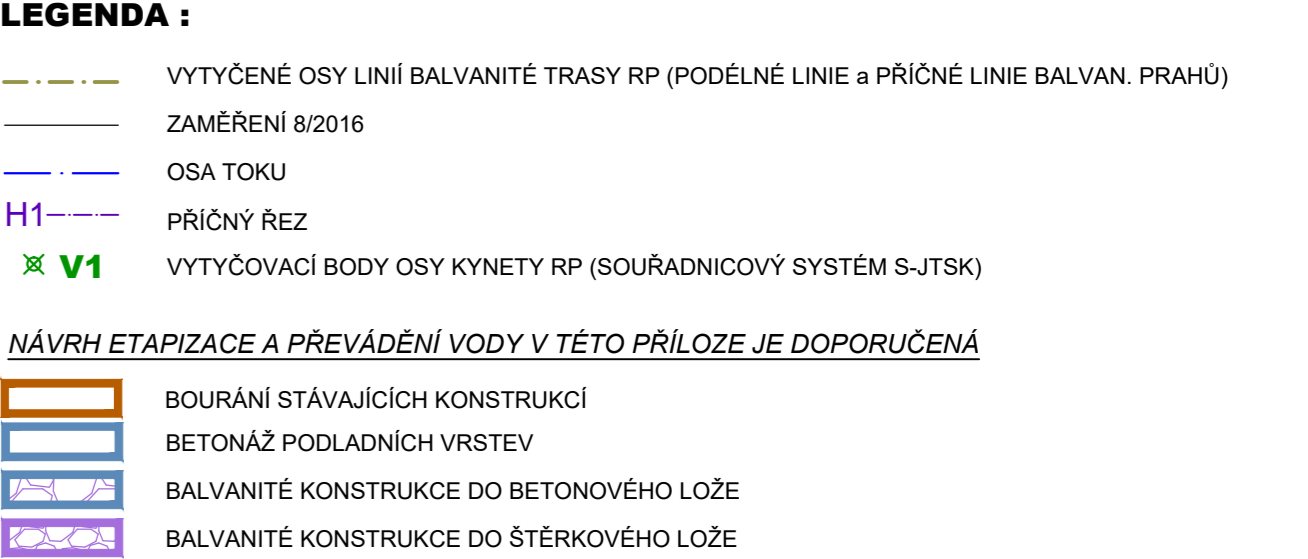 LEGENDA :
VYTYČENÉ OSY LINIÍ BALVANITÉ TRASY RP (PODÉLNÉ LINIE a PŘÍČNÉ LINIE BALVAN. PRAHŮ)
ZAMĚŘENÍ 8/2016
OSA TOKU
H1 PŘÍČNÝ ŘEZ
V1 VYTYČOVACÍ BODY OSY KYNETY RP (SOUŘADNICOVÝ SYSTÉM S-JTSK)
NÁVRH ETAPIZACE A PŘEVÁDĚNÍ VODY V TÉTO PŘÍLOZE JE DOPORUČENÁ
BOURÁNÍ STÁVAJÍCÍCH KONSTRUKCÍ
BETONÁŽ PODLADNÍCH VRSTEV
BALVANITÉ KONSTRUKCE DO BETONOVÉHO LOŽE
BALVANITÉ KONSTRUKCE DO ŠTĚRKOVÉHO LOŽE